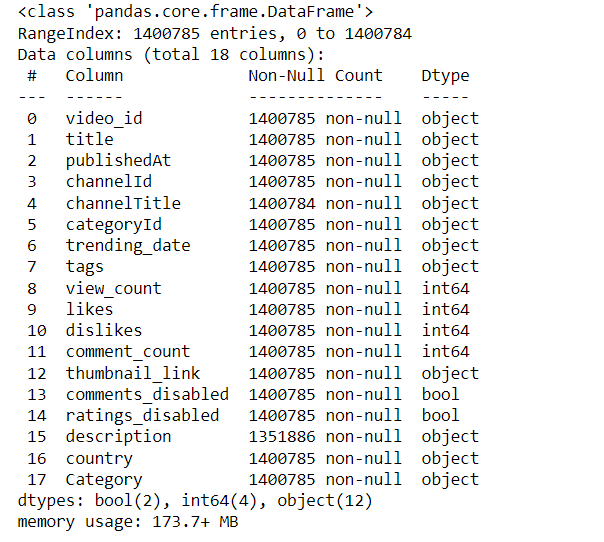 <class 'pandas.core.frame.DataFrame'>
RangeIndex: 1400785 entries, 0 to 1400784
Data columns (total 18 columns):
 #   Column             Non-Null Count    Dtype
---  ------             --------------    -----
 0   video_id           1400785 non-null  object
 1   title              1400785 non-null  object
 2   publishedAt        1400785 non-null  object
 3   channelId          1400785 non-null  object
 4   channelTitle       1400784 non-null  object
 5   categoryId         1400785 non-null  object
 6   trending_date      1400785 non-null  object
 7   tags               1400785 non-null  object
 8   view_count         1400785 non-null  int64
 9   likes              1400785 non-null  int64
 10  dislikes           1400785 non-null  int64
 11  comment_count      1400785 non-null  int64
 12  thumbnail_link     1400785 non-null  object
 13  comments_disabled  1400785 non-null  bool
 14  ratings_disabled   1400785 non-null  bool
 15  description        1351886 non-null  object
 16  country            1400785 non-null  object
 17  Category           1400785 non-null  object
dtypes: bool(2), int64(4), object(12)
memory usage: 173.7+ MB